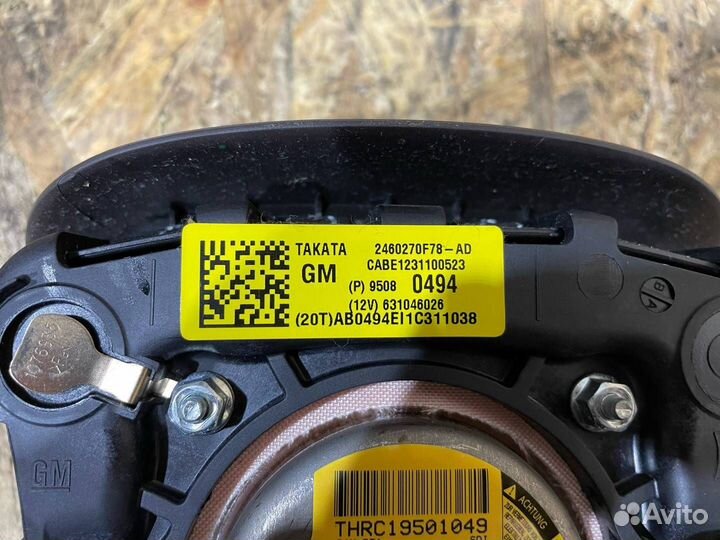 TAKATA 2460270F78-AD
GM CABE1231100523
(P) 9508 0494
(12V) 631046026
(20T)AB0494EI1C311038
B A
GM
THRC19501049
ACHTUNG
Avito